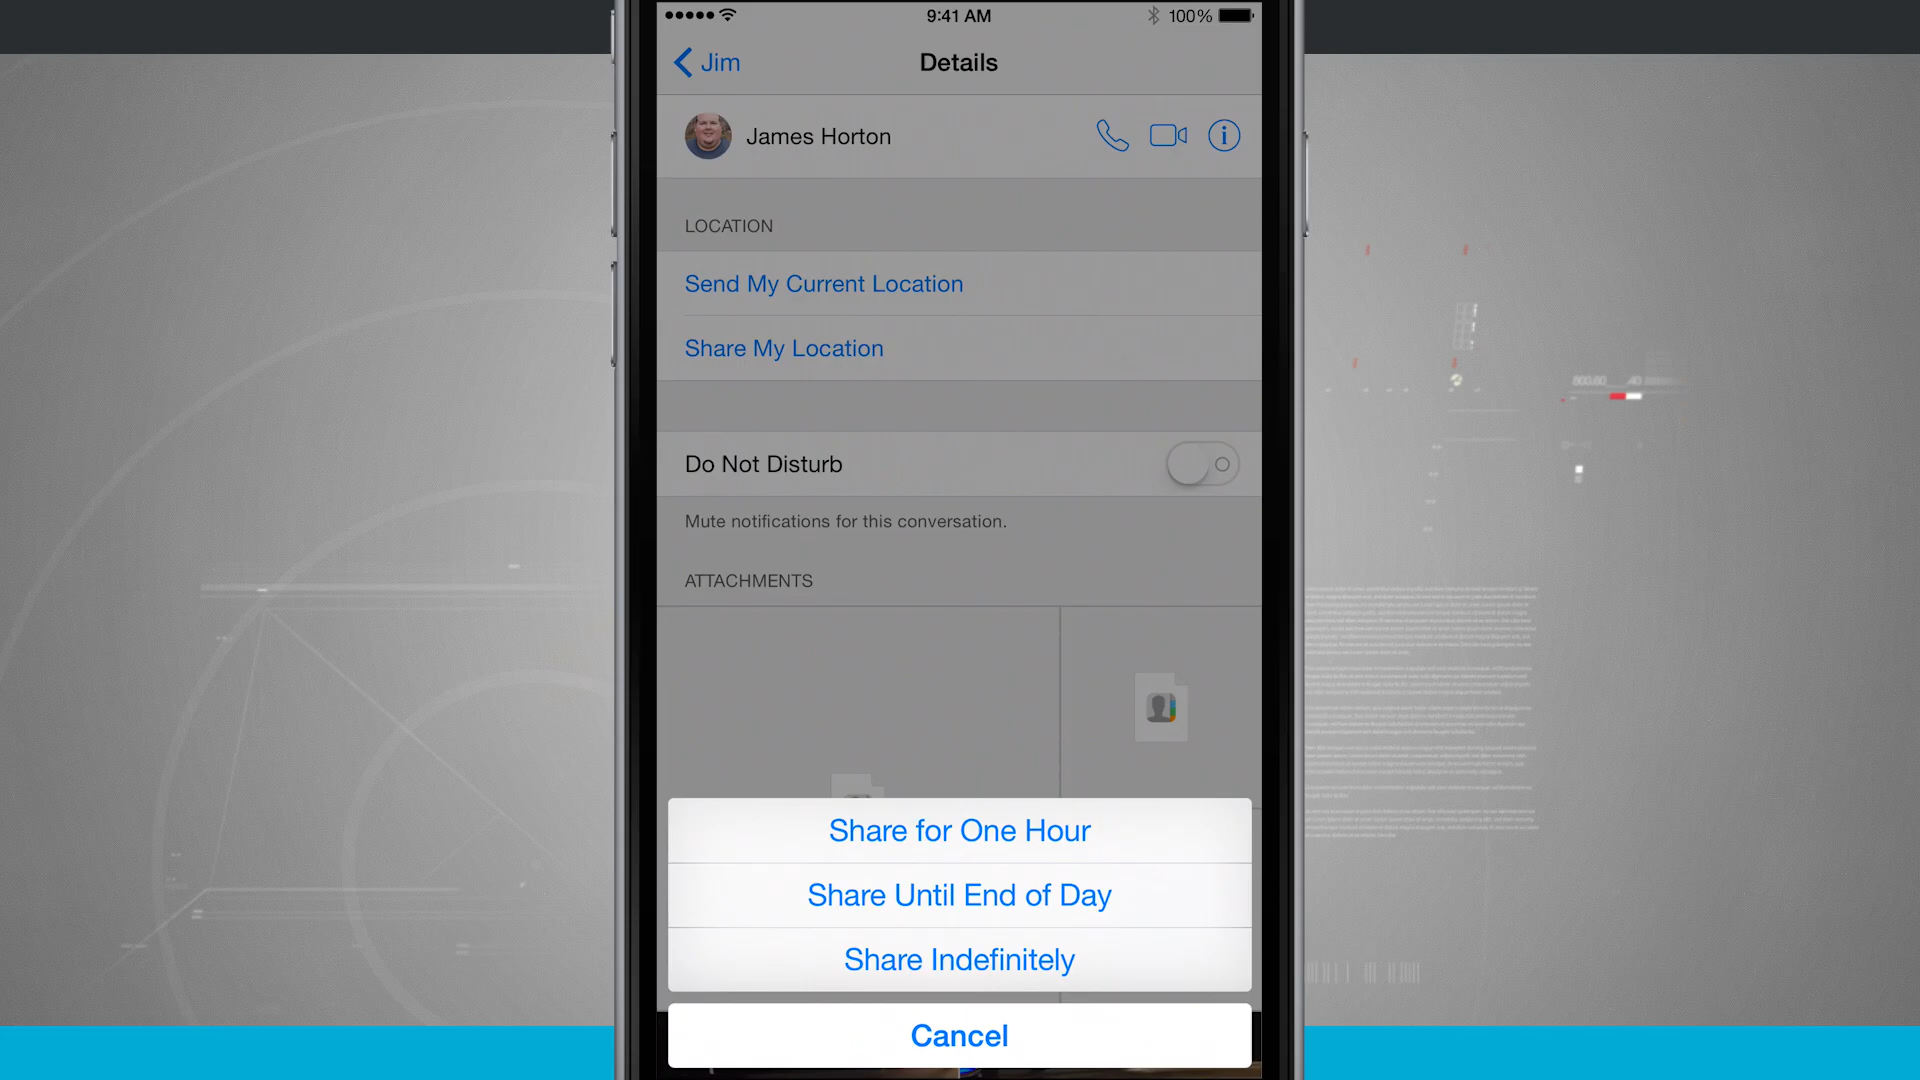 9:41 AM
100%
Jim
Details
James Horton
LOCATION
Send My Current Location
Share My Location
Do Not Disturb
Mute notifications for this conversation.
ATTACHMENTS
Share for One Hour
Share Until End of Day
Share Indefinitely
Cancel